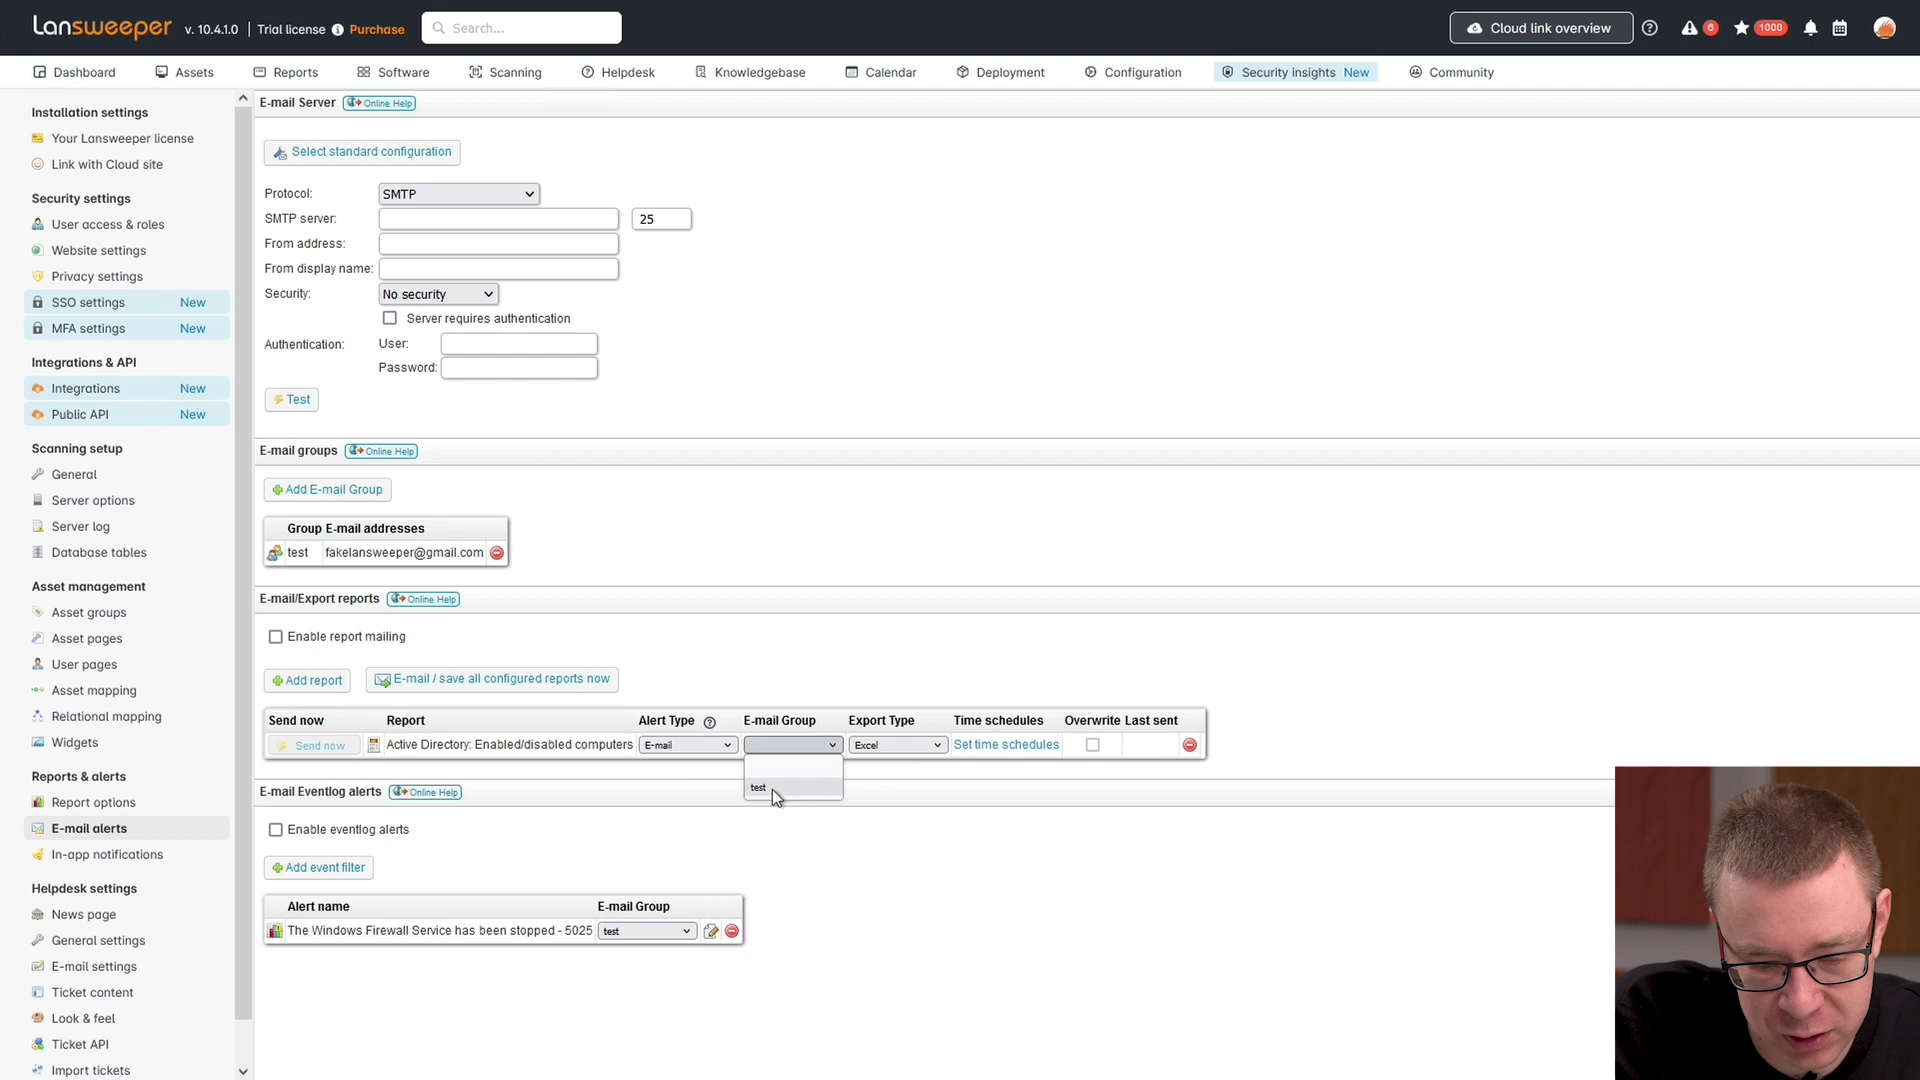 Lansweeper v. 10.4.1.0 Trial license Purchase Search... Cloud link overview 6 1000
Dashboard Assets Reports Software Scanning Helpdesk Knowledgebase Calendar Deployment Configuration Security insights New Community
Installation settings
Your Lansweeper license
Link with Cloud site
Security settings
User access & roles
Website settings
Privacy settings
SSO settings New
MFA settings New
Integrations & API
Integrations New
Public API New
Scanning setup
General
Server options
Server log
Database tables
Asset management
Asset groups
Asset pages
User pages
Asset mapping
Relational mapping
Widgets
Reports & alerts
Report options
E-mail alerts
In-app notifications
Helpdesk settings
News page
General settings
E-mail settings
Ticket content
Look & feel
Ticket API
Import tickets
E-mail Server Online Help
Select standard configuration
Protocol: SMTP
SMTP server: 25
From address:
From display name:
Security: No security
Server requires authentication
Authentication: User:
Password:
Test
E-mail groups Online Help
Add E-mail Group
Group E-mail addresses
test fakelansweeper@gmail.com
E-mail/Export reports Online Help
Enable report mailing
Add report E-mail / save all configured reports now
Send now Report Alert Type E-mail Group Export Type Time schedules Overwrite Last sent
Send now Active Directory: Enabled/disabled computers E-mail Excel Set time schedules
test
E-mail Eventlog alerts Online Help
Enable eventlog alerts
Add event filter
Alert name E-mail Group
The Windows Firewall Service has been stopped - 5025 test